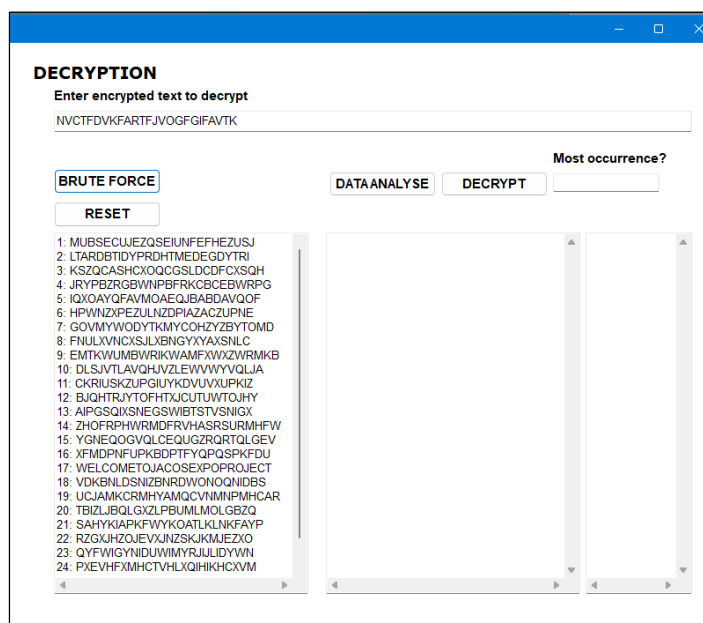 DECRYPTION
Enter encrypted text to decrypt
NVCTFDVKFARTFJVOGFGIFAVTK
Most occurrence?
BRUTE FORCE
DATA ANALYSE
DECRYPT
RESET
1: MUBSECUJEZQSEIUNFEFHEZUSJ
2: LTARDBTIDYPRDHTMEDEGDYTRI
3: KSZQCASHCXOQCGSLDCDFCXSQH
4: JRYPBZRGBWNPBFRKCBCEBWRPG
5: IQXOAYQFAVMOAEQJBABDAVQOF
6: HPWNZXPEZULNZDPIAZACZUPNE
7: GOVMYWODYTKMYCOHZYZBYTOMD
8: FNULXVNCXSJLXBNGYXYAXSNLC
9: EMTKWUMBWRIKWAMFXWXZWRMKB
10: DLSJVTLAVQHJVZLEWVWYVQLJA
11: CKRIUSKZUPGIUYKDVUVXUPKIZ
12: BJQHTRJYTOFHTXJCUTUWTOJHY
13: AIPGSQIXSNEGSWIBTSTVSNIGX
14: ZHOFRPHWRMDFRVHASRSURMHFW
15: YGNEQOGVQLCEQUGZRQRTQLGEV
16: XFMDPNFUPKBDPTFYQPQSPKFDU
17: WELCOMETOJACOSEXPOPROJECT
18: VDKBNLDSNIZBNRDWONOQNIDBS
19: UCJAMKCRMHYAMQCVNMNPMHCAR
20: TBIZLJBQLGXZLPBUMLMOLGBZQ
21: SAHYKIAPKFWYKOATLKLNKFAYP
22: RZGXJHZOJEVXJNZSKJKMJEZXO
23: QYFWIGYNIDUWIMYRJIJLIDYWN
24: PXEVHFXMHCTVHLXQIHIKHCXVM